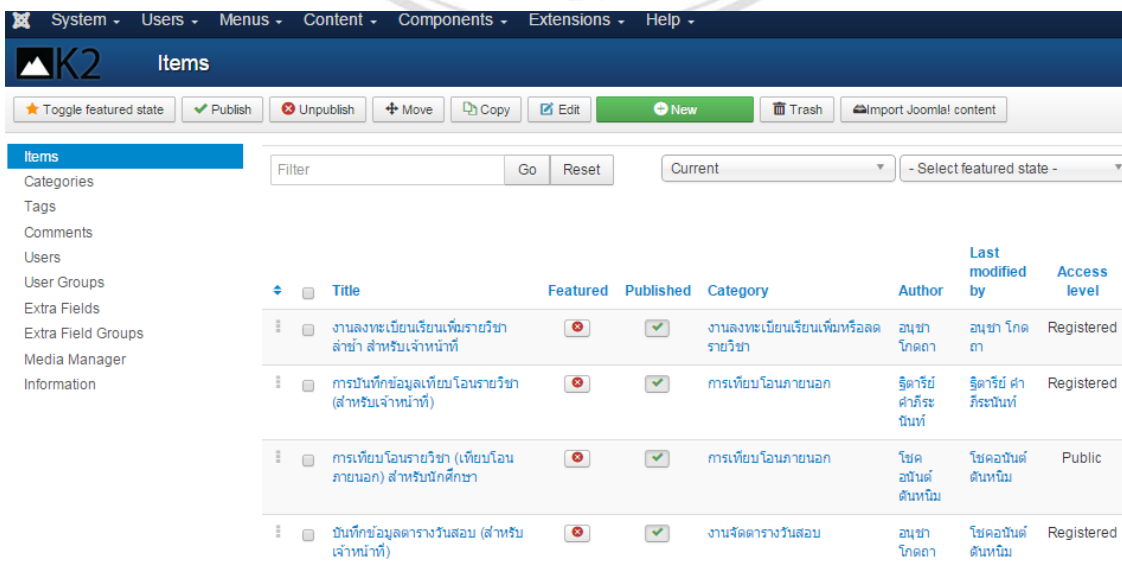 System Users Menus Content Components Extensions Help
K2 Items
Toggle featured state Publish Unpublish Move Copy Edit New Trash Import Joomla! content
Items
Categories
Tags
Comments
Users
User Groups
Extra Fields
Extra Field Groups
Media Manager
Information
Filter Go Reset Current - Select featured state -
Title Featured Published Category Author Last modified by Access level
งานลงทะเบียนเรียนเพิ่มรายวิชา
ล่าช้า สำหรับเจ้าหน้าที่
งานลงทะเบียนเรียนเพิ่มหรือลด
รายวิชา
อนุชา
โกดถา
อนุชา โกด
ถา
Registered
การบันทึกข้อมูลเทียบโอนรายวิชา
(สำหรับเจ้าหน้าที่)
การเทียบโอนภายนอก
ฐิตารีย์
คำภีระ
นันท์
ฐิตารีย์ คำ
ภีระนันท์
Registered
การเทียบโอนรายวิชา (เทียบโอน
ภายนอก) สำหรับนักศึกษา
การเทียบโอนภายนอก
โชค
อนันต์
ตันหนิม
โชคอนันต์
ตันหนิม
Public
บันทึกข้อมูลตารางวันสอบ (สำหรับ
เจ้าหน้าที่)
งานจัดตารางวันสอบ
อนุชา
โกดถา
โชคอนันต์
ตันหนิม
Registered